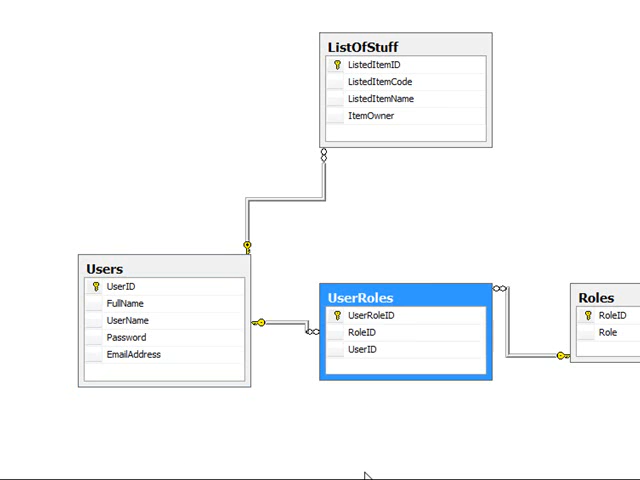 ListOfStuff
ListedItemID
ListedItemCode
ListedItemName
ItemOwner
Users
UserID
FullName
UserName
Password
EmailAddress
UserRoles
UserRoleID
RoleID
UserID
Roles
RoleID
Role